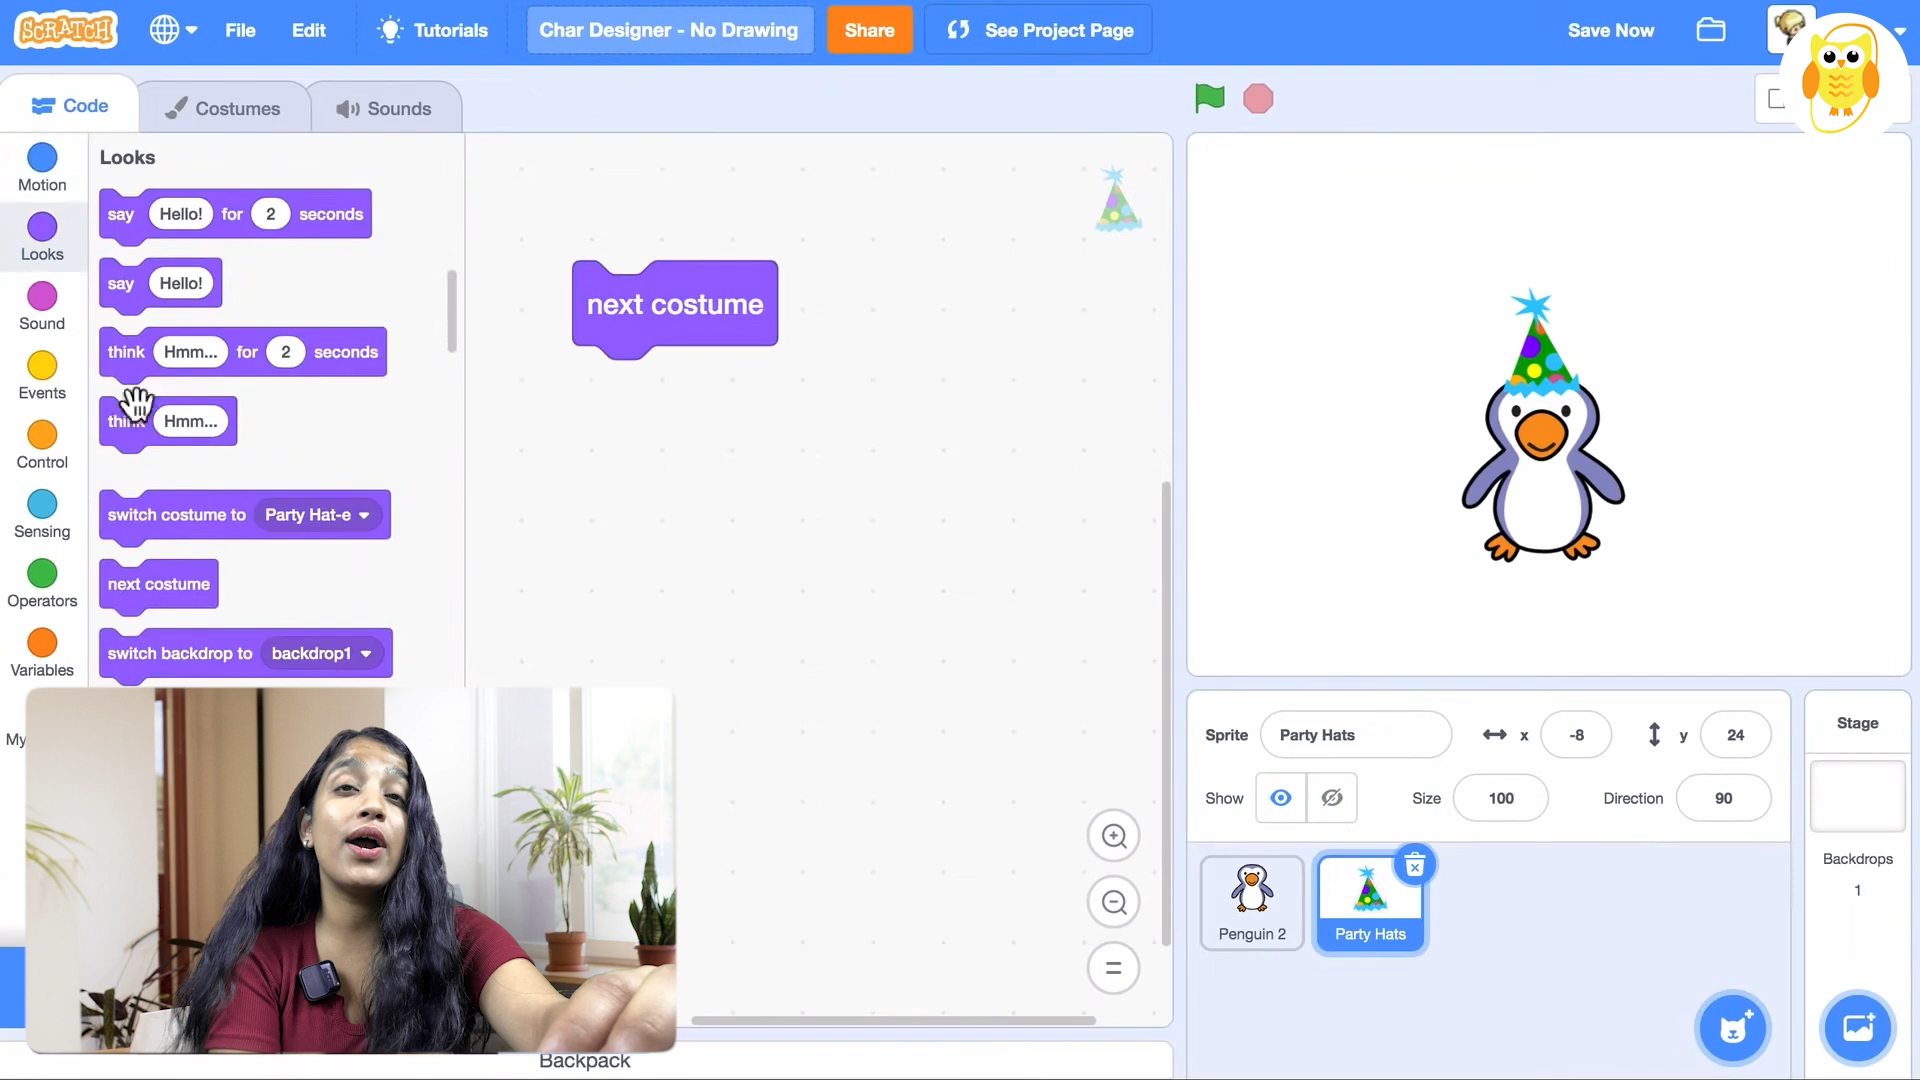 SCRATCH
File
Edit
Tutorials
Char Designer - No Drawing
Share
See Project Page
Save Now
Code
Costumes
Sounds
Motion
Looks
Sound
Events
Control
Sensing
Operators
Variables
My
Looks
say Hello! for 2 seconds
say Hello!
think Hmm... for 2 seconds
think Hmm...
switch costume to Party Hat-e
next costume
switch backdrop to backdrop1
next costume
Sprite Party Hats x -8 y 24
Show Size 100 Direction 90
Penguin 2
Party Hats
Stage
Backdrops
1
Backpack